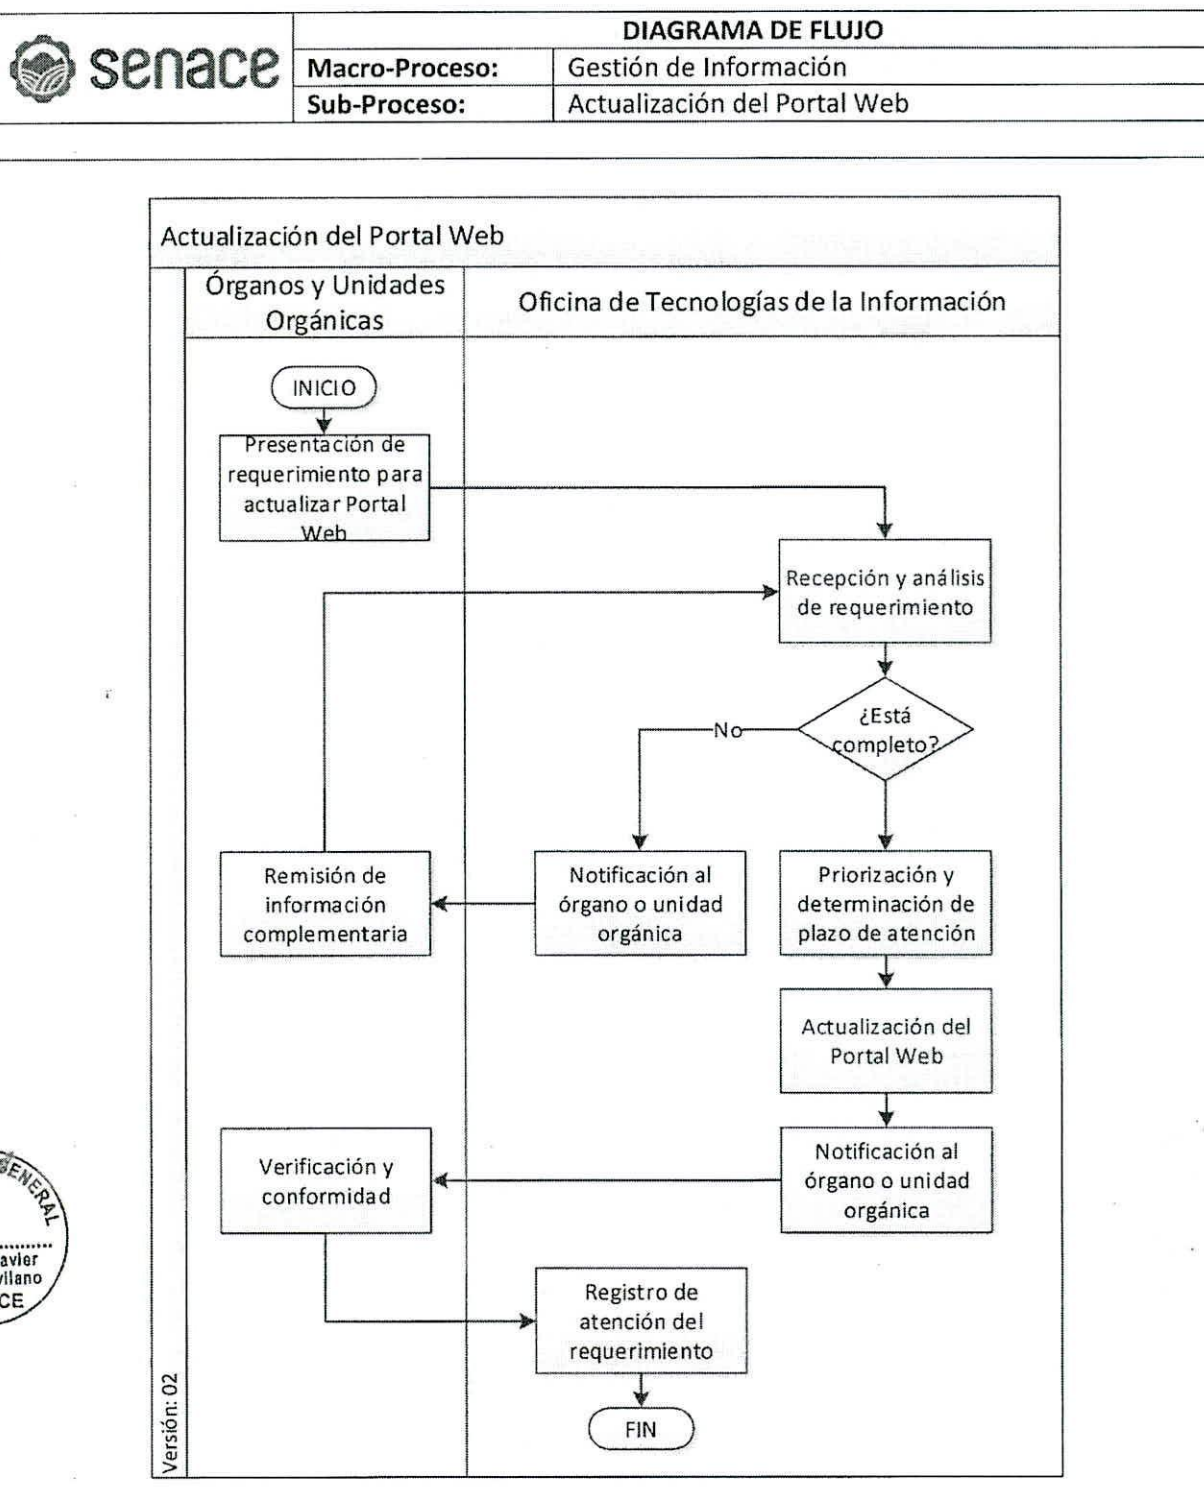 senace
DIAGRAMA DE FLUJO
Macro-Proceso: Gestión de Información
Sub-Proceso: Actualización del Portal Web
Actualización del Portal Web
Órganos y Unidades
Orgánicas
Oficina de Tecnologías de la Información
INICIO
Presentación de
requerimiento para
actualizar Portal
Web
Recepción y análisis
de requerimiento
¿Está
completo?
No
Remisión de
información
complementaria
Notificación al
órgano o unidad
orgánica
Priorización y
determinación de
plazo de atención
Actualización del
Portal Web
Verificación y
conformidad
Notificación al
órgano o unidad
orgánica
Registro de
atención del
requerimiento
FIN
Versión: 02